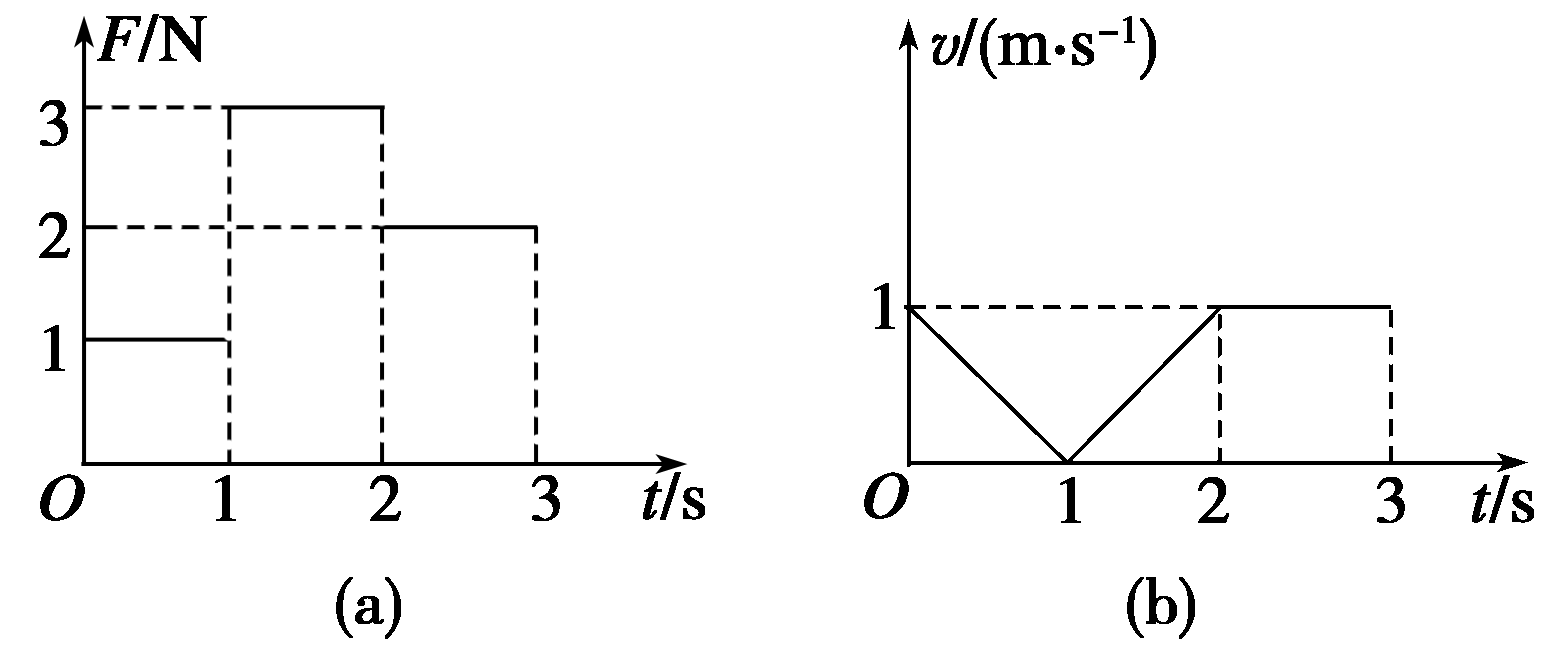 F/N
3
2
1
O 1 2 3 t/s
(a)
v/(m·s⁻¹)
1
O 1 2 3 t/s
(b)